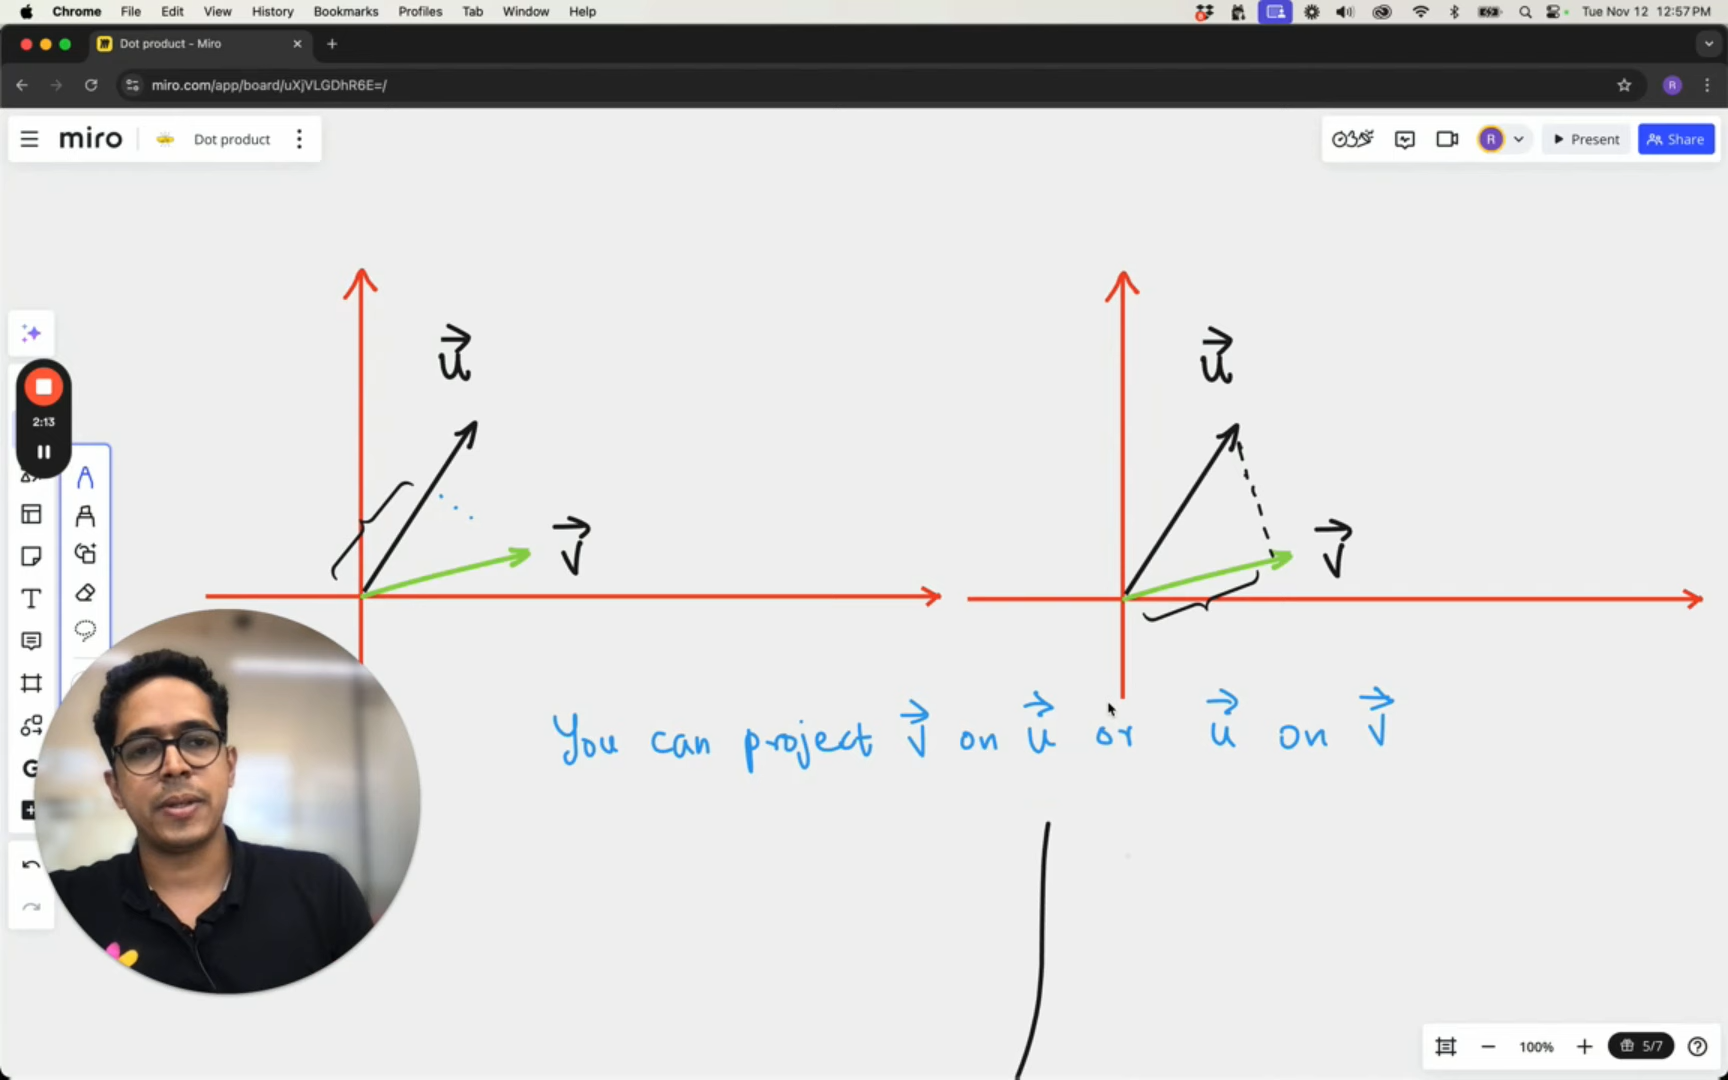 Chrome File Edit View History Bookmarks Profiles Tab Window Help Tue Nov 12 12:57 PM
Dot product - Miro
miro.com/app/board/uXjVLGDhR6E=/ R
miro Dot product R Present Share
u u
2:13
v v
You can project v on u or u on v
100% 5/7